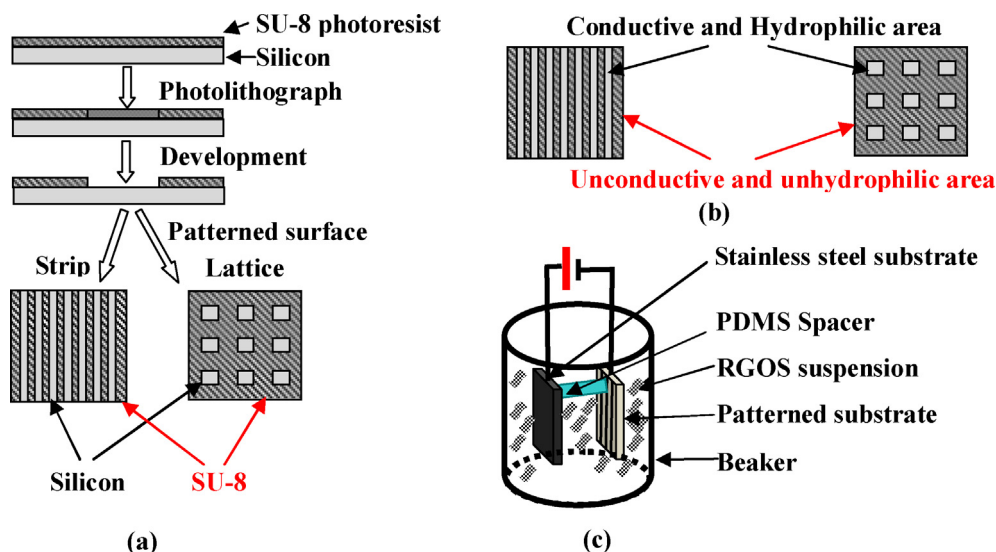 SU-8 photoresist
Silicon
Photolithograph
Development
Patterned surface
Strip
Lattice
Silicon
SU-8
(a)
Conductive and Hydrophilic area
Unconductive and unhydrophilic area
(b)
Stainless steel substrate
PDMS Spacer
RGOS suspension
Patterned substrate
Beaker
(c)